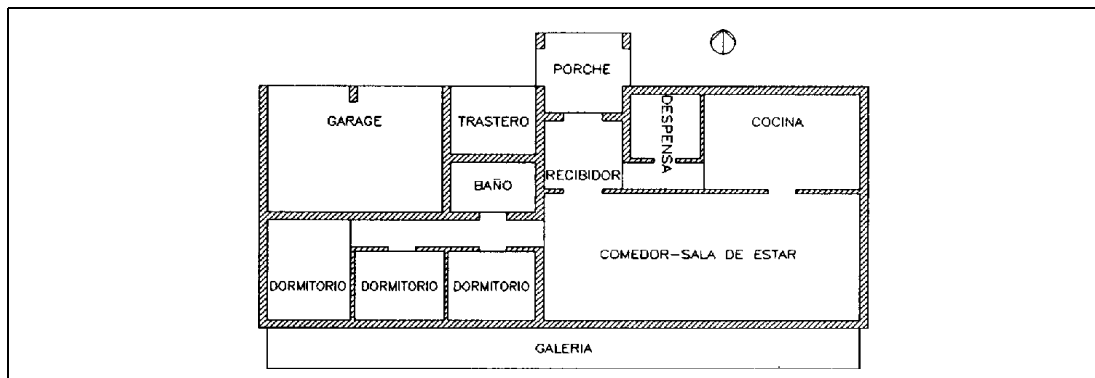 PORCHE
GARAGE
TRASTERO
DESPENSA
COCINA
BAÑO
RECIBIDOR
COMEDOR-SALA DE ESTAR
DORMITORIO
DORMITORIO
DORMITORIO
GALERIA